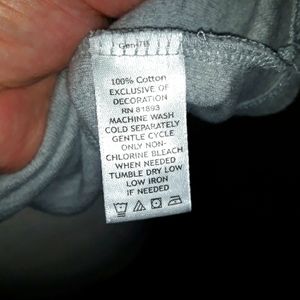 100% Cotton
EXCLUSIVE OF
DECORATION
RN 81893
MACHINE WASH
COLD SEPARATELY
GENTLE CYCLE
ONLY NON-
CHLORINE BLEACH
WHEN NEEDED
TUMBLE DRY LOW
LOW IRON
IF NEEDED